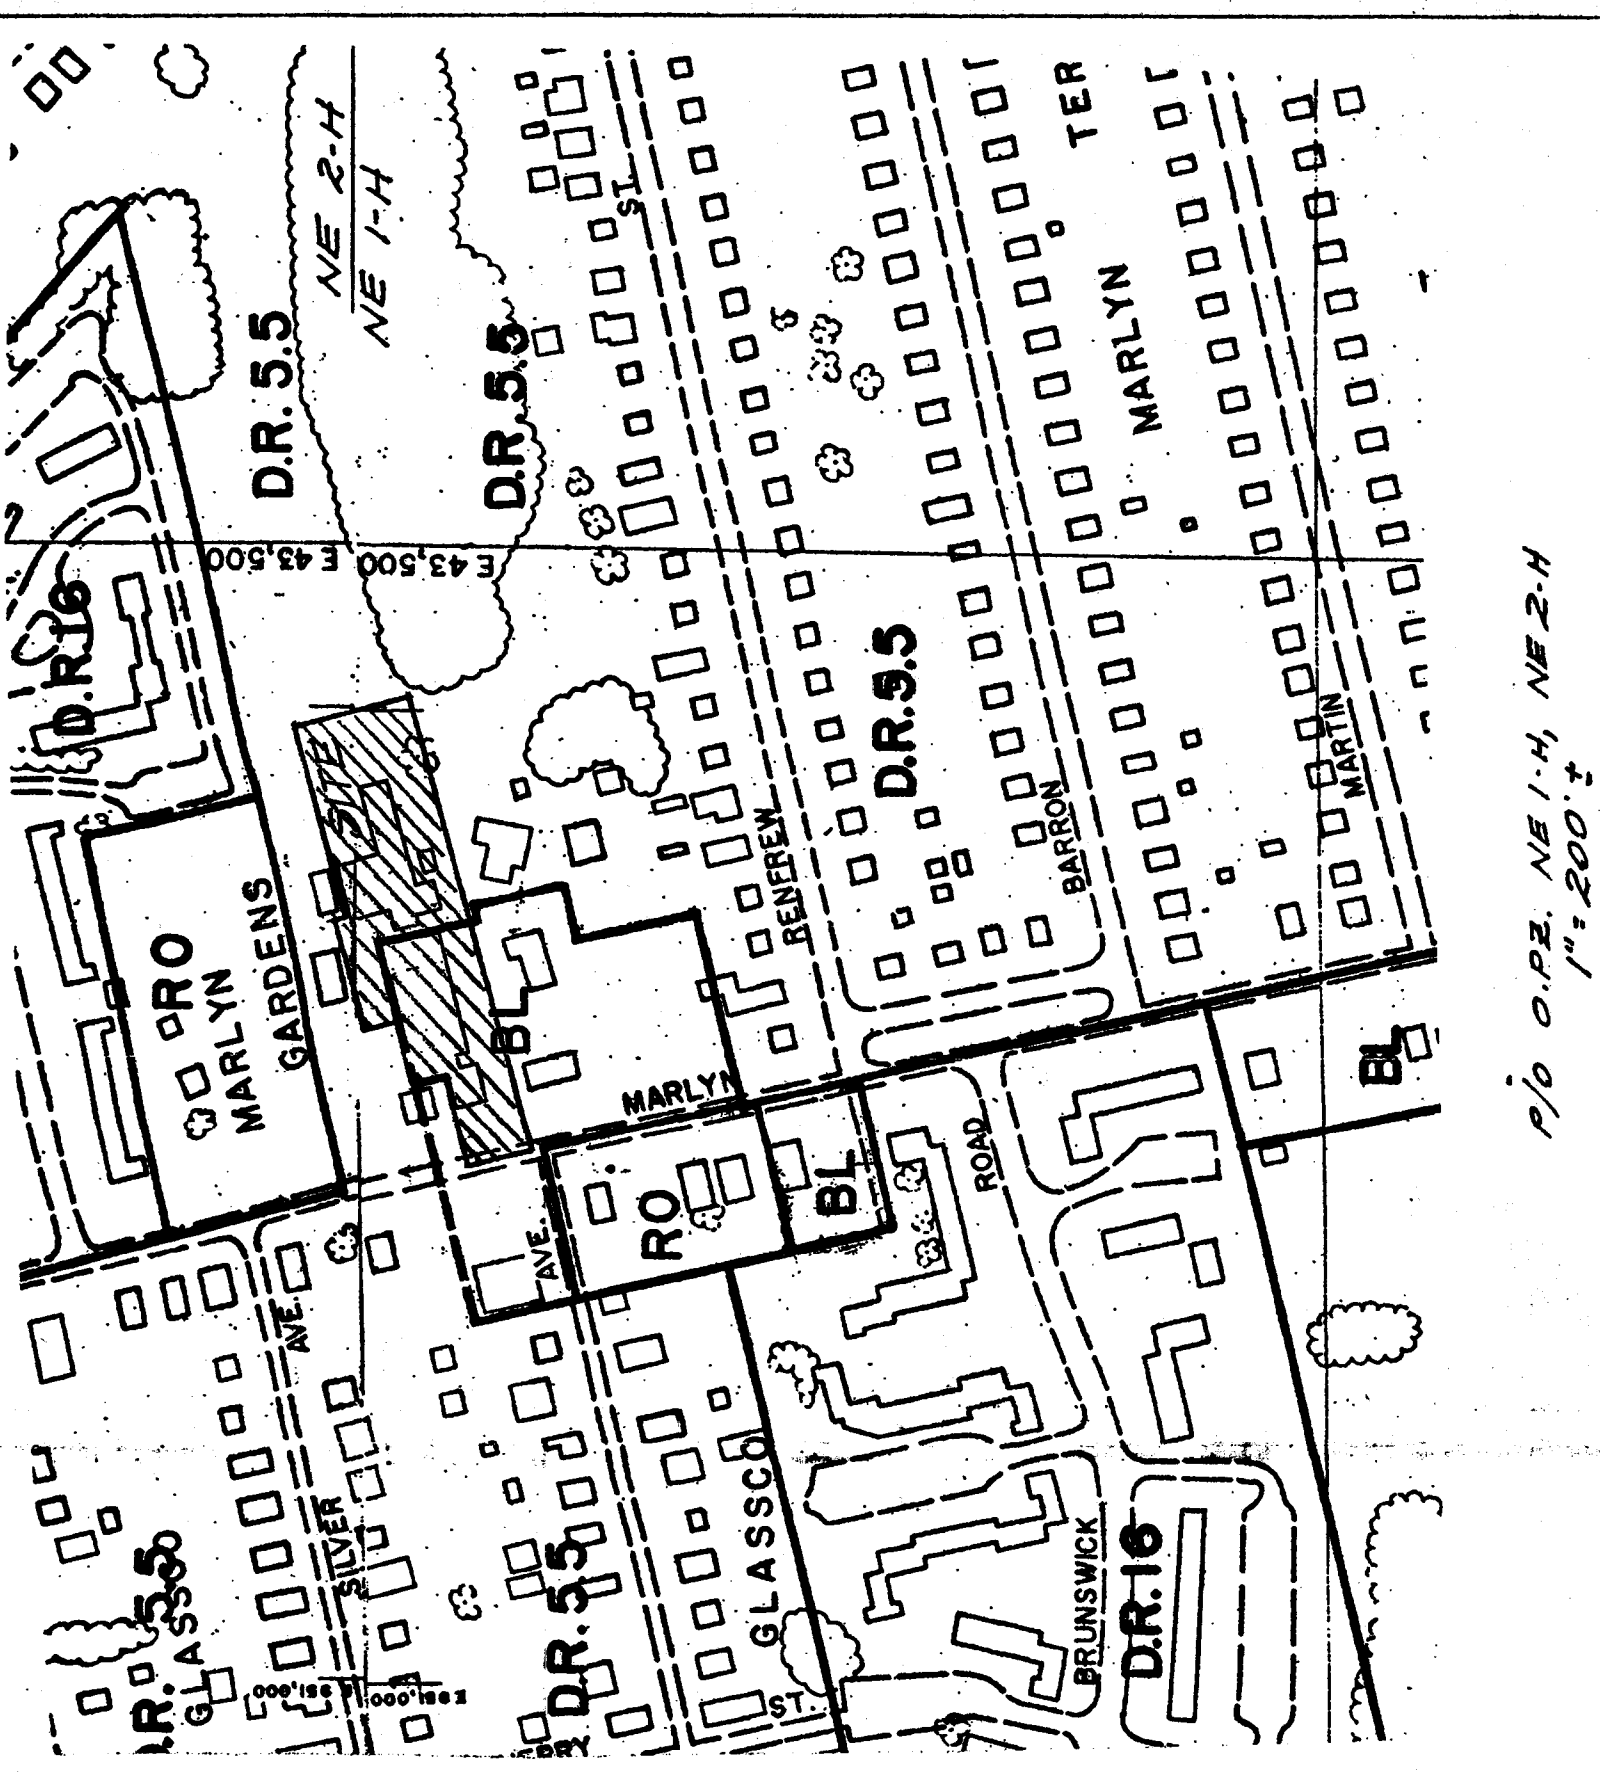 NE 2-H
NE 1-H
ST.
TER
MARLYN
D.R. 5.5
D.R. 5.5
E 43,500
E 43,500
D.R. 16
SITE
RO
MARLYN
GARDENS
BL
RENFREW
D.R. 5.5
BARRON
MARTIN
MARLYN
AVE.
RO
BL
ROAD
BL
AVE.
SILVER
GLASSCO
D.R. 5.5
D.R. 5.5
GLASSCO
ST.
BRUNSWICK
D.R. 16
P/O O.P.Z. NE 1-H, NE 2-H
1" = 200' ±